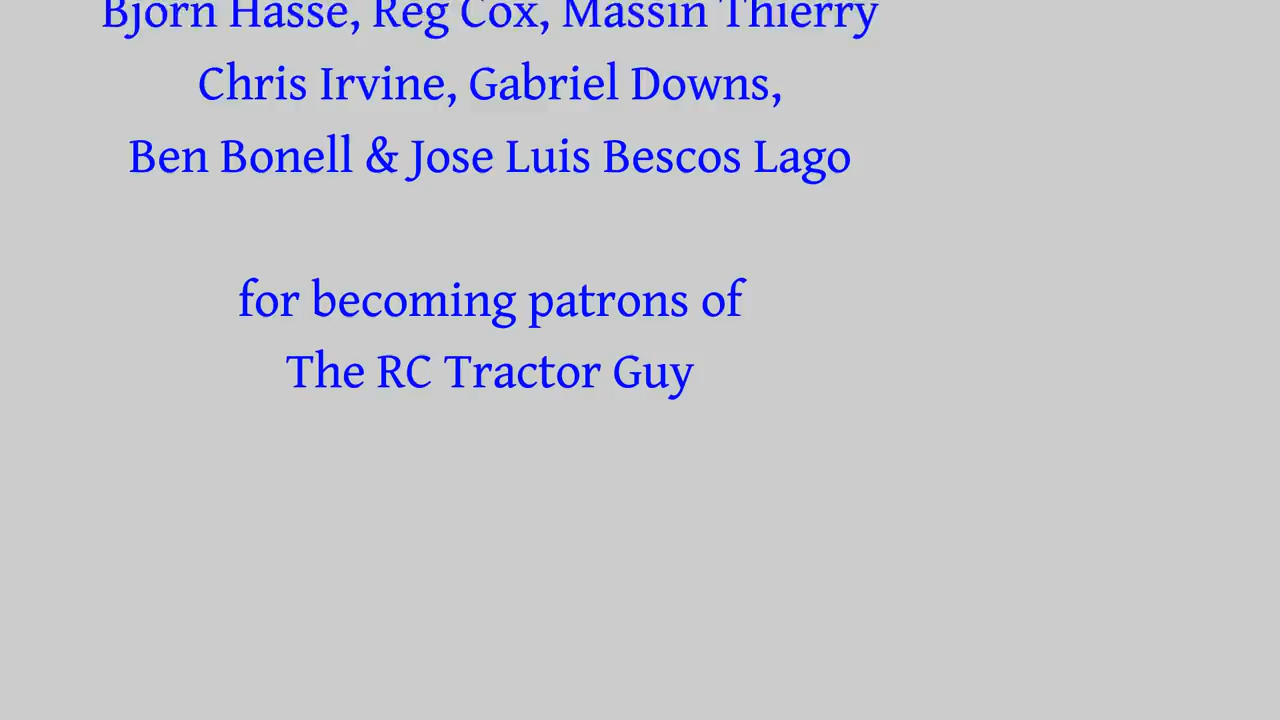 Bjorn Hasse, Reg Cox, Massin Thierry
Chris Irvine, Gabriel Downs,
Ben Bonell & Jose Luis Bescos Lago
for becoming patrons of
The RC Tractor Guy